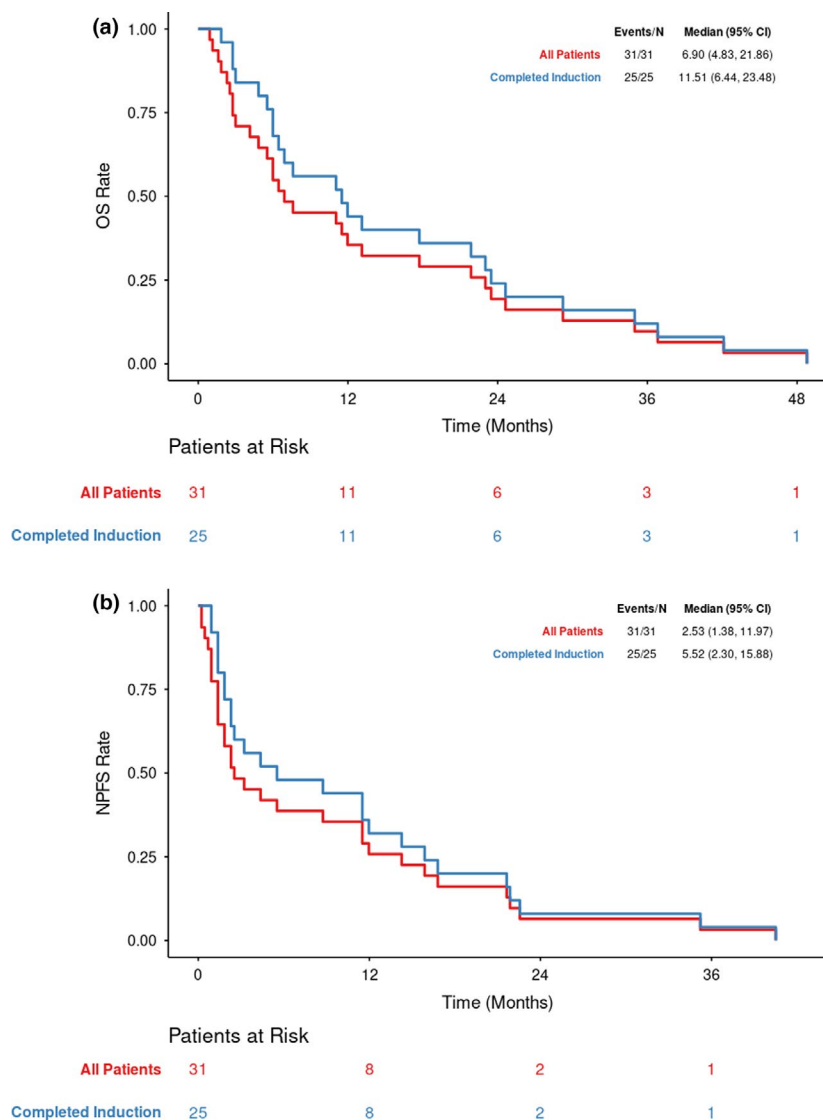 (a)
Events/N Median (95% CI)
All Patients 31/31 6.90 (4.83, 21.86)
Completed Induction 25/25 11.51 (6.44, 23.48)
OS Rate
1.00
0.75
0.50
0.25
0.00
0 12 24 36 48
Time (Months)
Patients at Risk
All Patients 31 11 6 3 1
Completed Induction 25 11 6 3 1
(b)
Events/N Median (95% CI)
All Patients 31/31 2.53 (1.38, 11.97)
Completed Induction 25/25 5.52 (2.30, 15.88)
NPFS Rate
1.00
0.75
0.50
0.25
0.00
0 12 24 36
Time (Months)
Patients at Risk
All Patients 31 8 2 1
Completed Induction 25 8 2 1